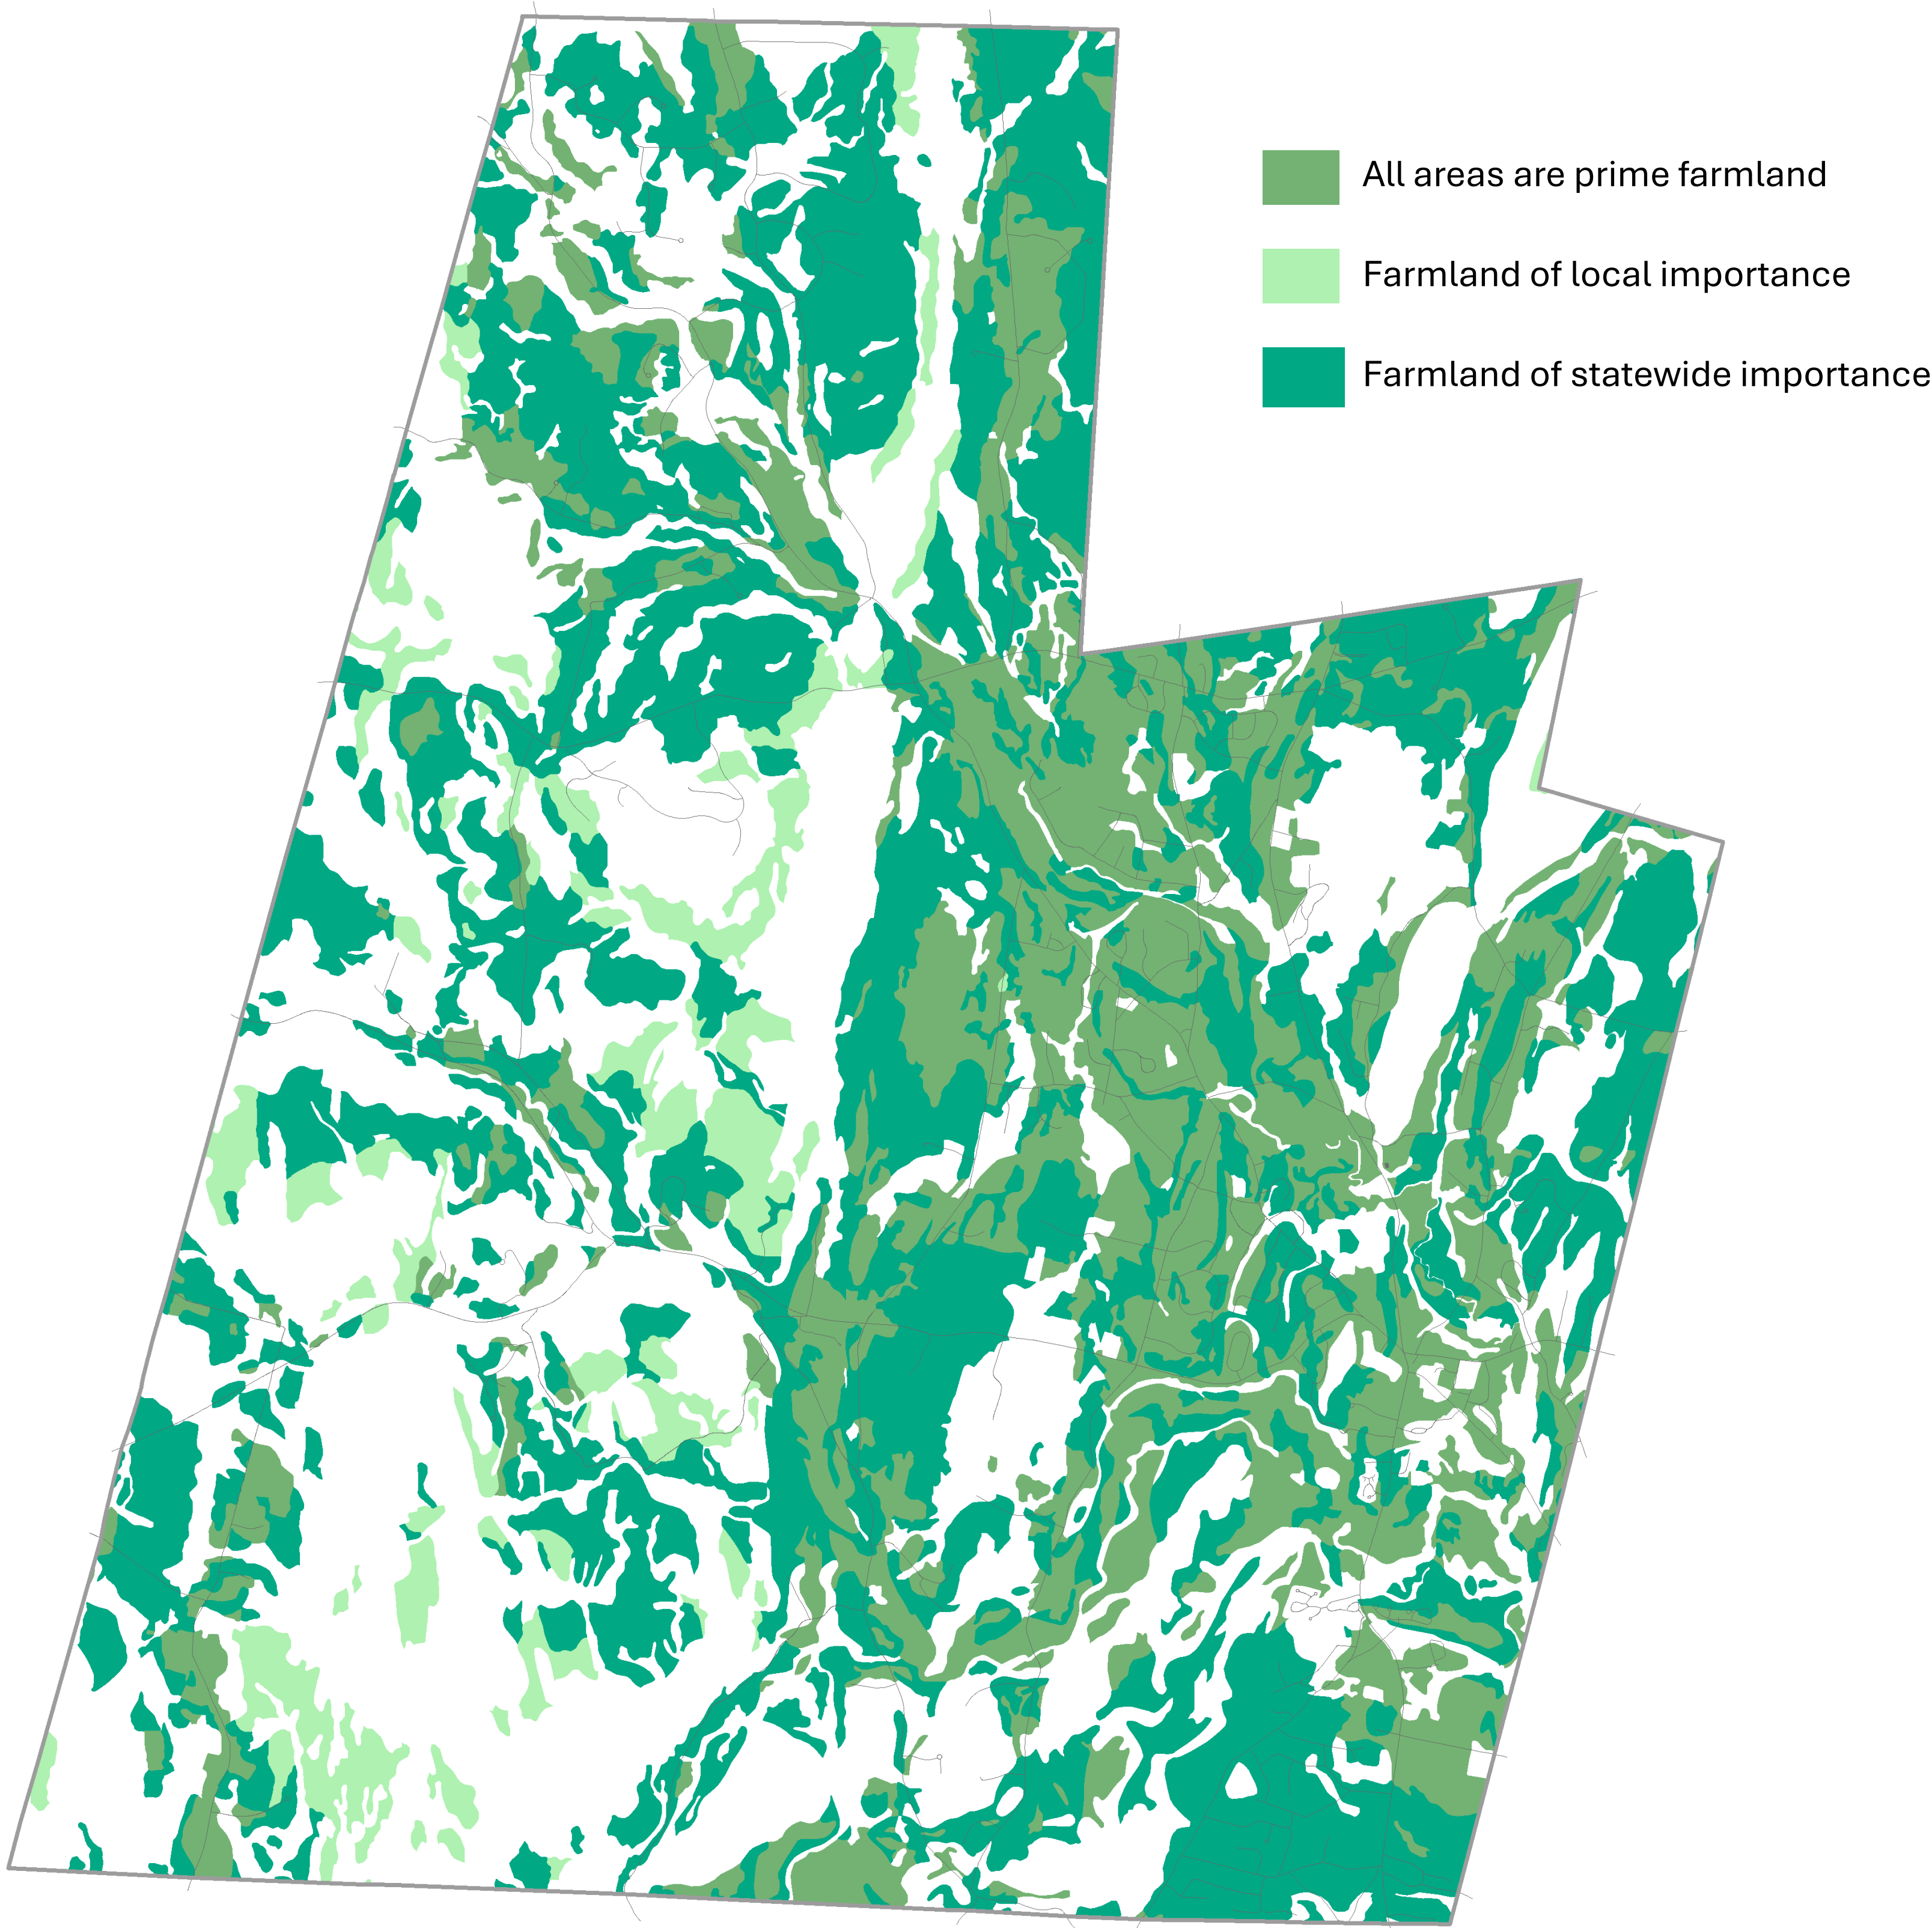 All areas are prime farmland
Farmland of local importance
Farmland of statewide importance